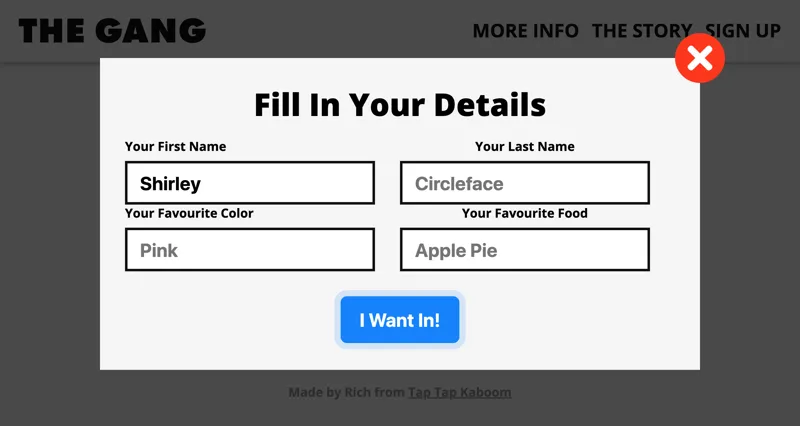 THE GANG
MORE INFO THE STORY SIGN UP
Fill In Your Details
Your First Name
Your Last Name
Shirley
Circleface
Your Favourite Color
Your Favourite Food
Pink
Apple Pie
I Want In!
Made by Rich from Tap Tap Kaboom